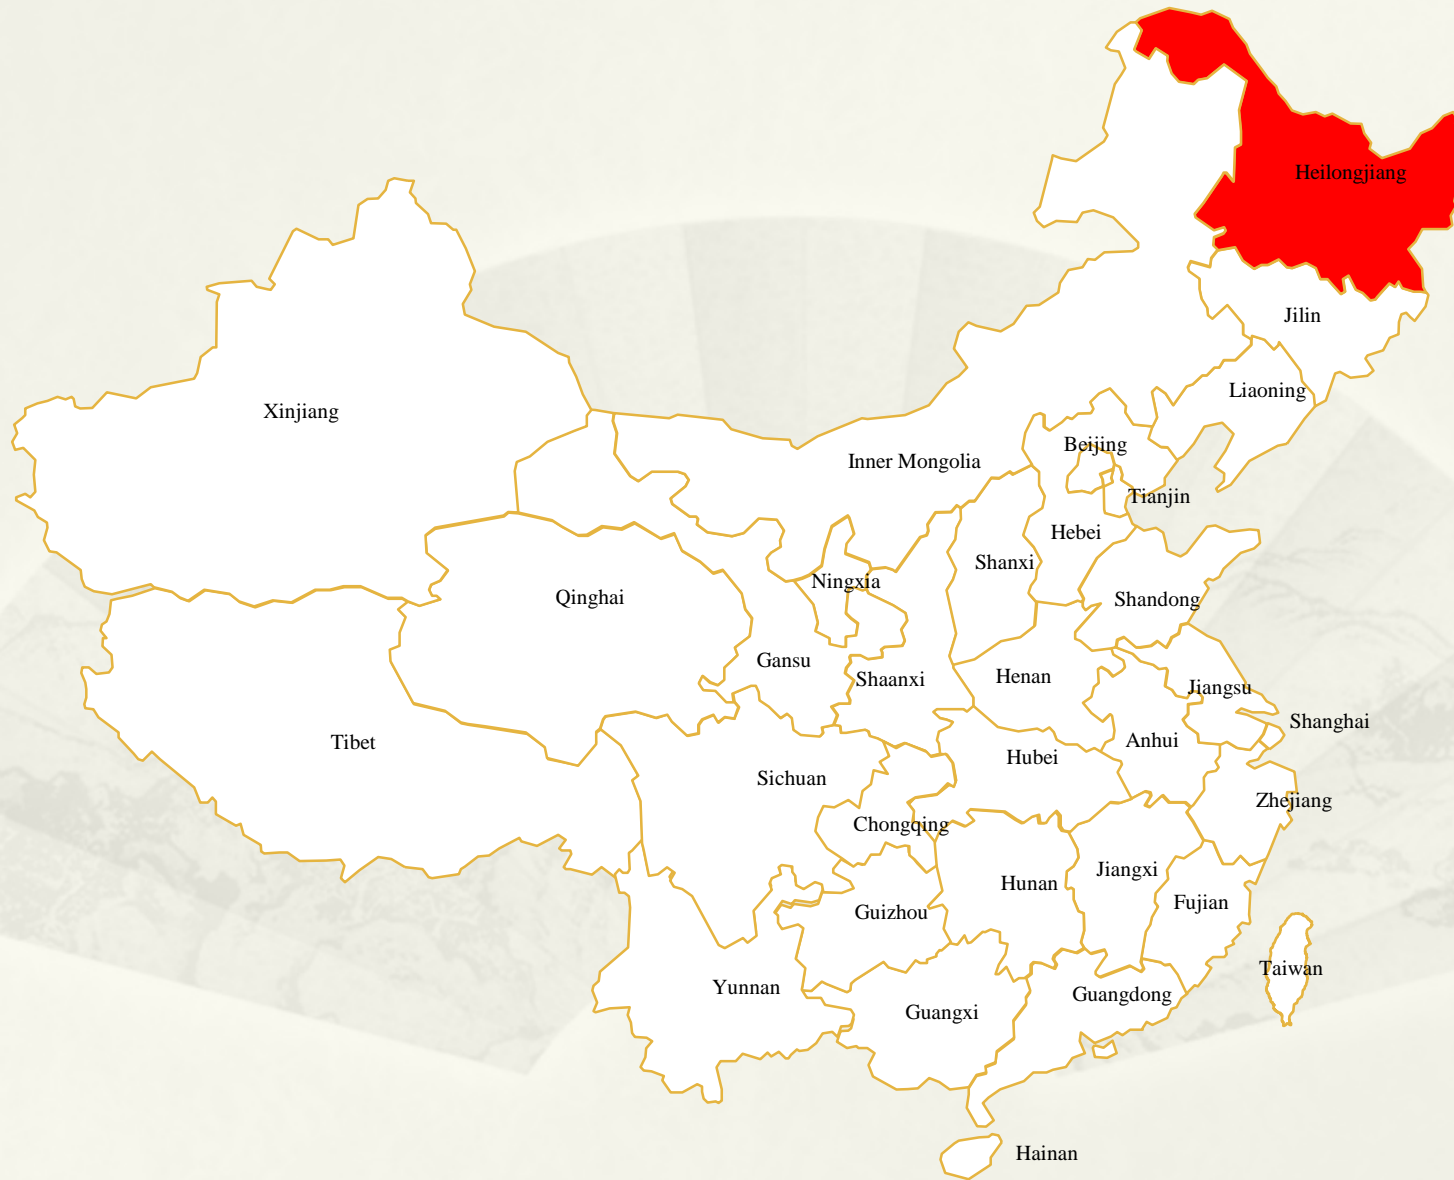 Heilongjiang
Jilin
Liaoning
Xinjiang
Beijing
Inner Mongolia
Tianjin
Hebei
Shanxi
Ningxia
Qinghai
Shandong
Gansu
Shaanxi
Henan
Jiangsu
Shanghai
Tibet
Anhui
Hubei
Sichuan
Zhejiang
Chongqing
Jiangxi
Hunan
Fujian
Guizhou
Taiwan
Yunnan
Guangdong
Guangxi
Hainan